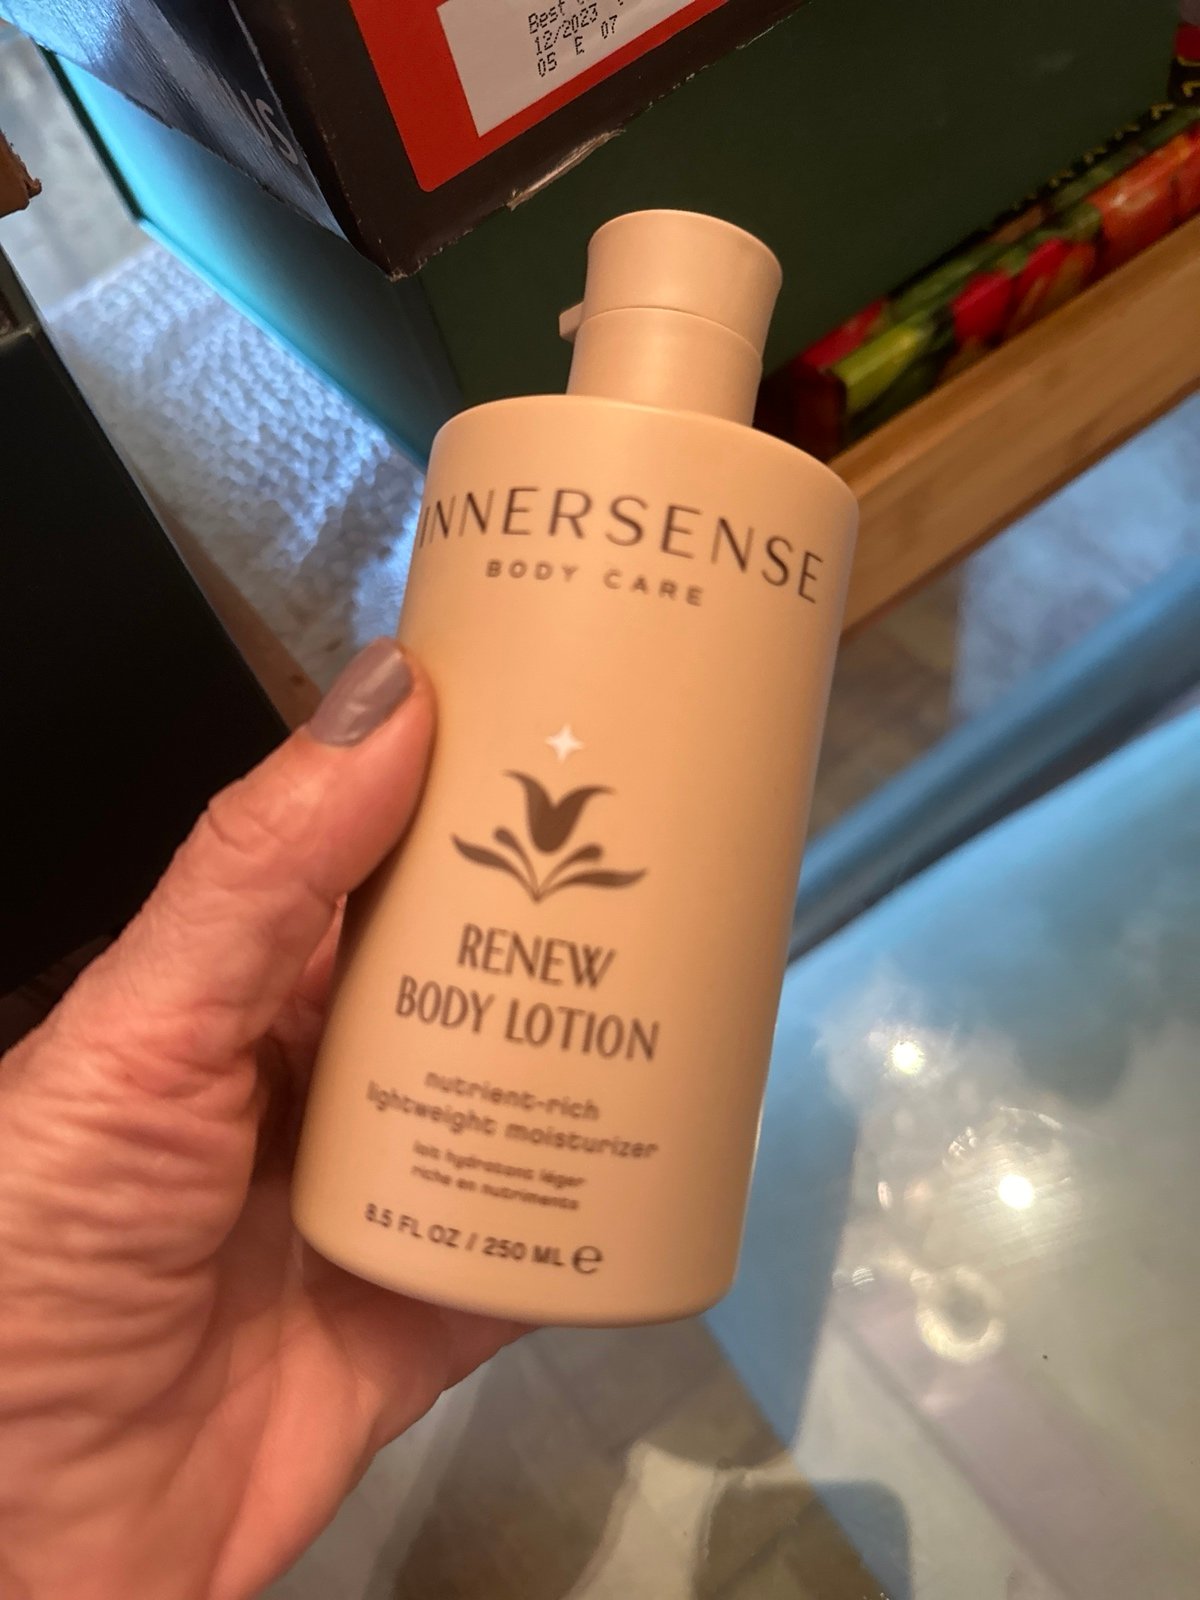 Best
12/2023
05 E 07
US
INNERSENSE
BODY CARE
RENEW
BODY LOTION
nutrient-rich
lightweight moisturizer
lait hydratant léger
riche en nutriments
8.5 FL OZ / 250 ML ℮